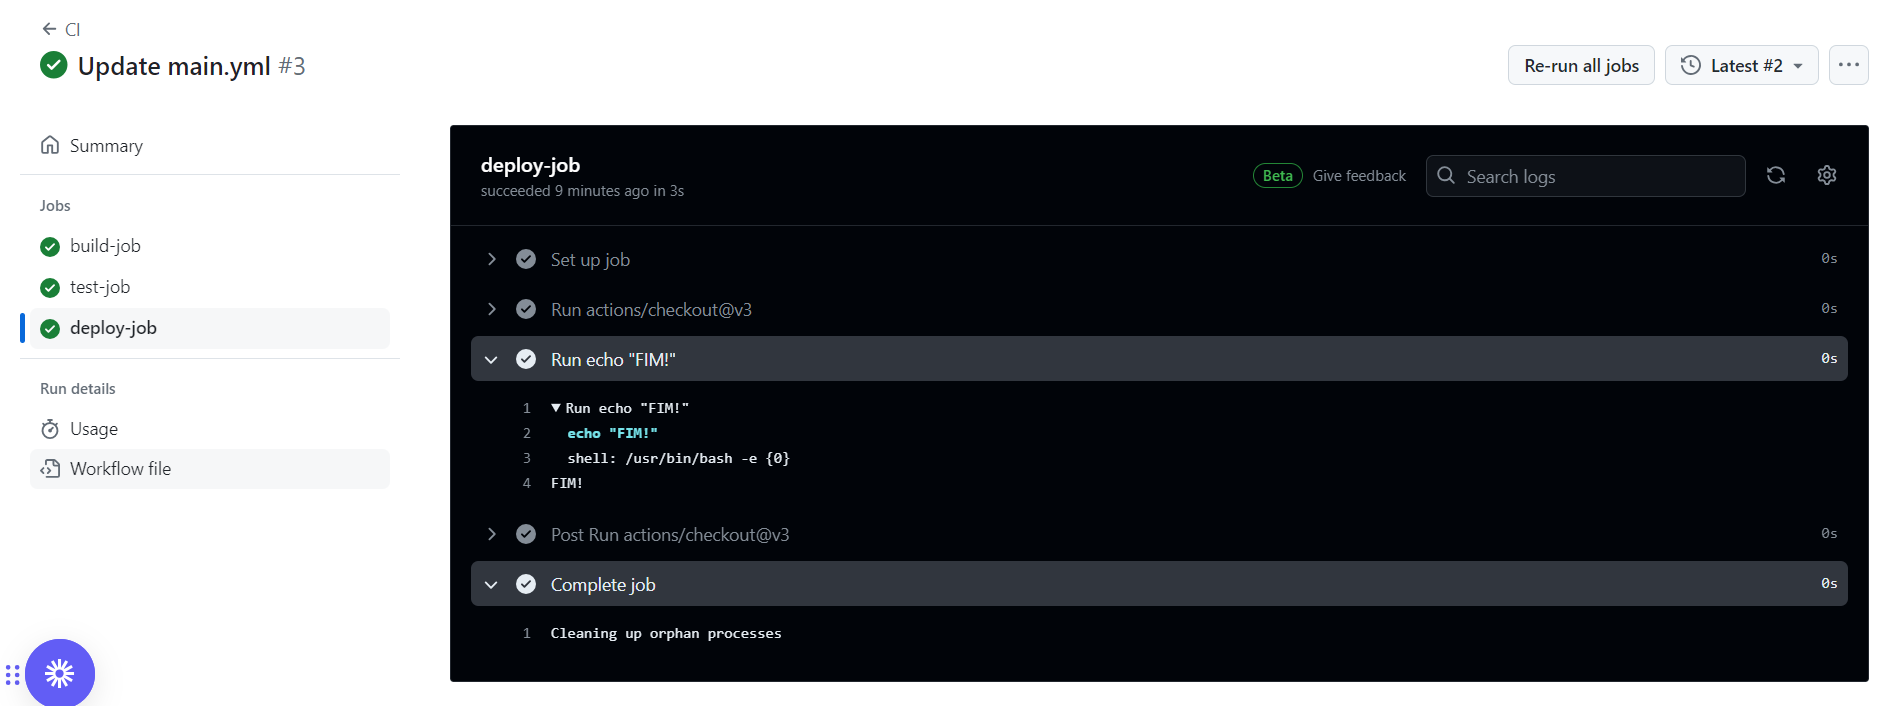 CI
Update main.yml #3
Re-run all jobs
Latest #2
Summary
Jobs
build-job
test-job
deploy-job
Run details
Usage
Workflow file
deploy-job
succeeded 9 minutes ago in 3s
Beta
Give feedback
Search logs
Set up job 0s
Run actions/checkout@v3 0s
Run echo "FIM!" 0s
1 Run echo "FIM!"
2 echo "FIM!"
3 shell: /usr/bin/bash -e {0}
4 FIM!
Post Run actions/checkout@v3 0s
Complete job 0s
1 Cleaning up orphan processes